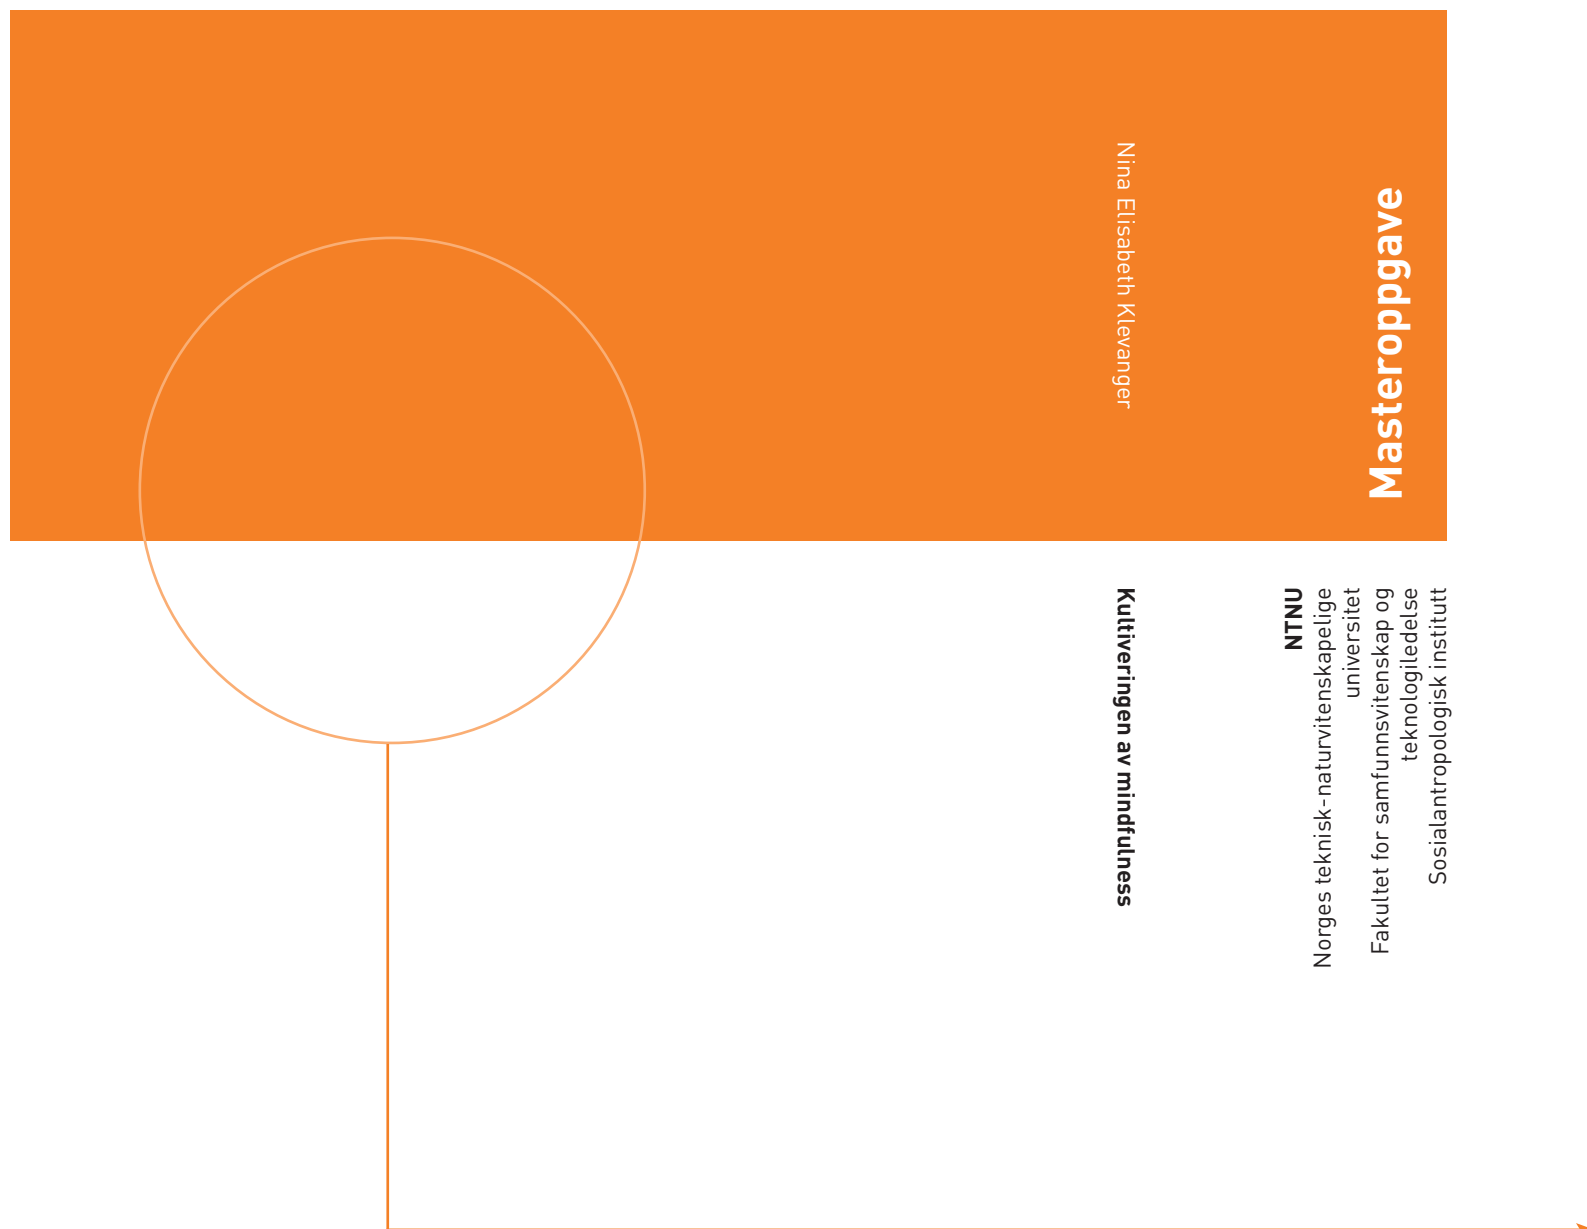 Nina Elisabeth Klevanger
Kultiveringen av mindfulness
Masteroppgave
NTNU
Norges teknisk-naturvitenskapelige
universitet
Fakultet for samfunnsvitenskap og
teknologiledelse
Sosialantropologisk institutt